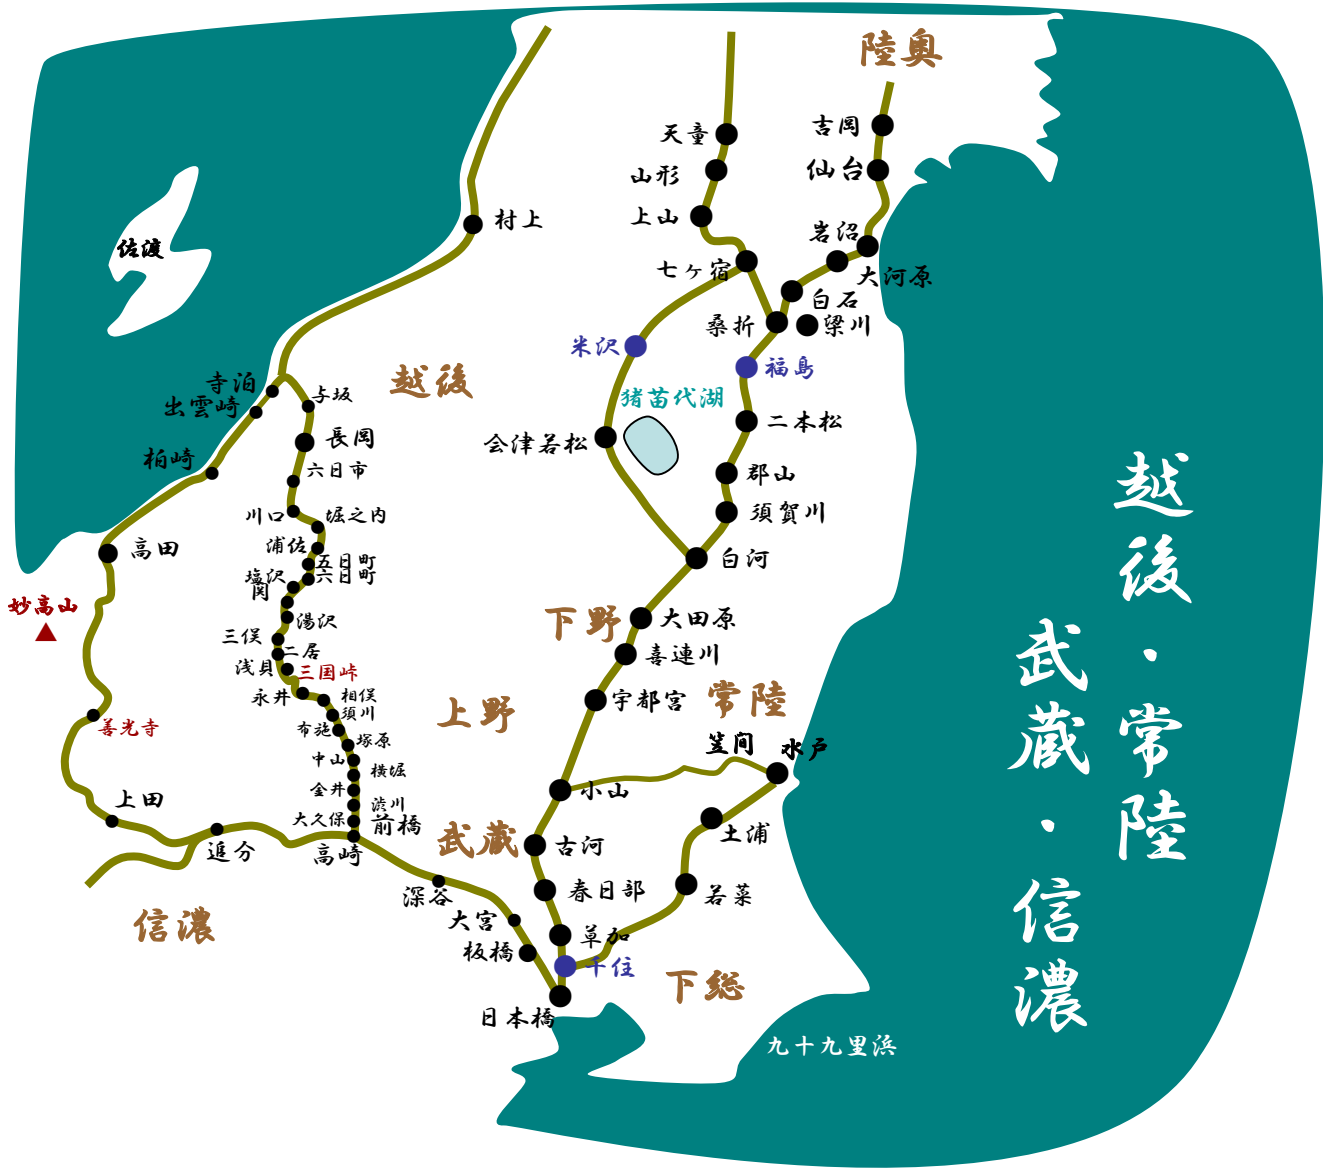 陸奥
天童
吉岡
山形
仙台
上山
村上
岩沼
佐渡
七ヶ宿
大河原
白石
桑折
梁川
米沢
福島
越後
寺泊
与坂
猪苗代湖
出雲崎
二本松
長岡
会津若松
柏崎
六日市
郡山
川口
堀之内
須賀川
高田
浦佐
五日町
白河
塩沢
六日町
関
妙高山
湯沢
下野
大田原
三俣
二居
喜連川
浅貝
三国峠
永井
相俣
宇都宮
常陸
須川
上野
善光寺
布施
塚原
笠間
水戸
中山
横堀
金井
小山
上田
渋川
大久保
前橋
土浦
武蔵
古河
追分
高崎
深谷
春日部
若菜
信濃
大宮
草加
板橋
千住
下総
日本橋
九十九里浜
越後・常陸
武蔵・信濃